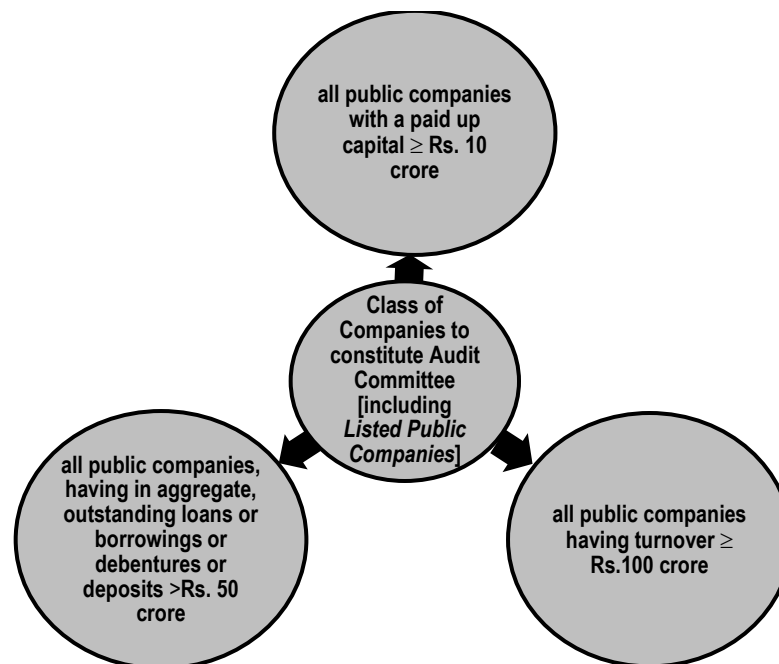 all public companies
with a paid up
capital ≥ Rs. 10
crore
Class of
Companies to
constitute Audit
Committee
[including
Listed Public
Companies]
all public companies,
having in aggregate,
outstanding loans or
borrowings or
debentures or
deposits >Rs. 50
crore
all public companies
having turnover ≥
Rs.100 crore